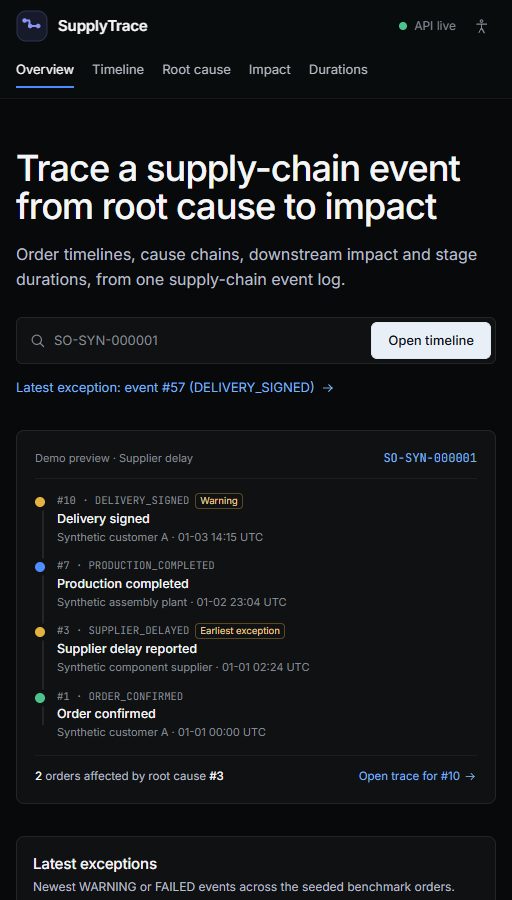 SupplyTrace
API live
Overview Timeline Root cause Impact Durations
Trace a supply-chain event
from root cause to impact
Order timelines, cause chains, downstream impact and stage
durations, from one supply-chain event log.
SO-SYN-000001 Open timeline
Latest exception: event #57 (DELIVERY_SIGNED) →
Demo preview · Supplier delay SO-SYN-000001
#10 · DELIVERY_SIGNED Warning
Delivery signed
Synthetic customer A · 01-03 14:15 UTC
#7 · PRODUCTION_COMPLETED
Production completed
Synthetic assembly plant · 01-02 23:04 UTC
#3 · SUPPLIER_DELAYED Earliest exception
Supplier delay reported
Synthetic component supplier · 01-01 02:24 UTC
#1 · ORDER_CONFIRMED
Order confirmed
Synthetic customer A · 01-01 00:00 UTC
2 orders affected by root cause #3 Open trace for #10 →
Latest exceptions
Newest WARNING or FAILED events across the seeded benchmark orders.